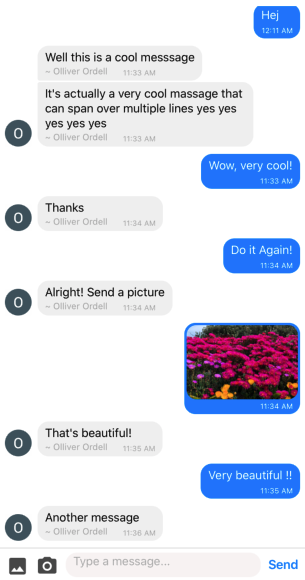 Hej
12:11 AM
Well this is a cool messsage
~ Olliver Ordell 11:33 AM
It's actually a very cool massage that
can span over multiple lines yes yes
yes yes yes
~ Olliver Ordell 11:33 AM
O
Wow, very cool!
11:33 AM
Thanks
~ Olliver Ordell 11:34 AM
O
Do it Again!
11:34 AM
Alright! Send a picture
~ Olliver Ordell 11:34 AM
O
11:34 AM
That's beautiful!
~ Olliver Ordell 11:35 AM
O
Very beautiful !!
11:35 AM
Another message
~ Olliver Ordell 11:36 AM
O
Type a message... Send